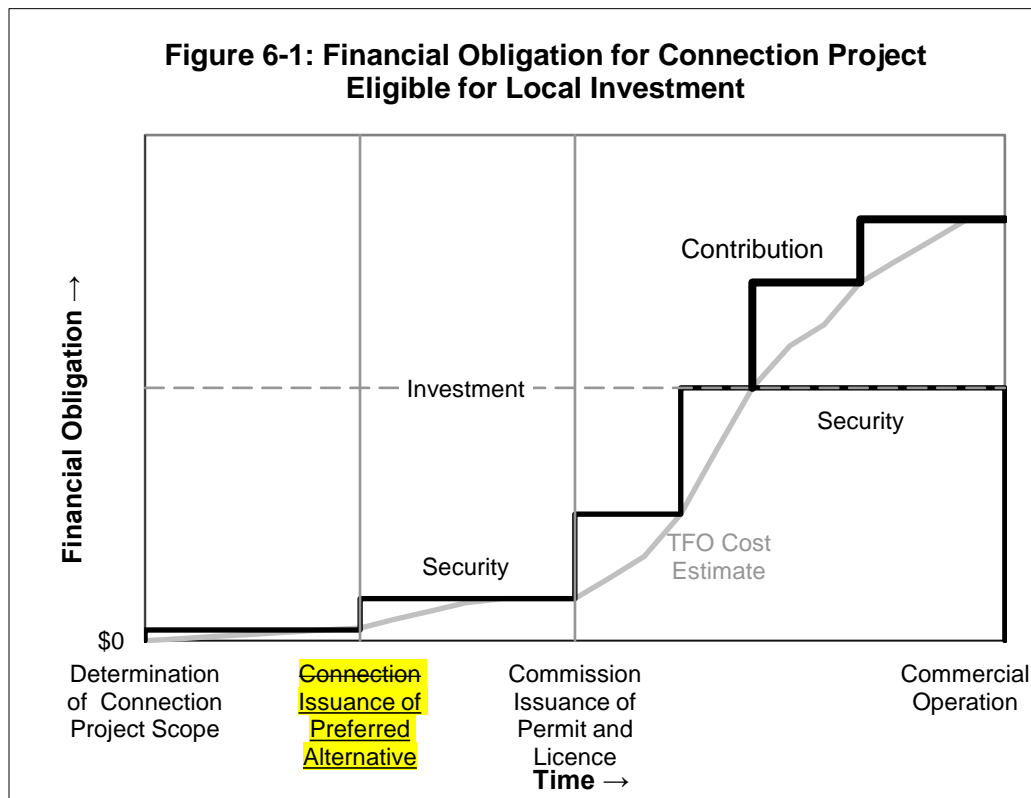 Figure 6-1: Financial Obligation for Connection Project
Eligible for Local Investment
Financial Obligation →
Contribution
Investment
Security
TFO Cost
Estimate
Security
$0
Determination
of Connection
Project Scope
Connection
Issuance of
Preferred
Alternative
Commission
Issuance of
Permit and
Licence
Commercial
Operation
Time →